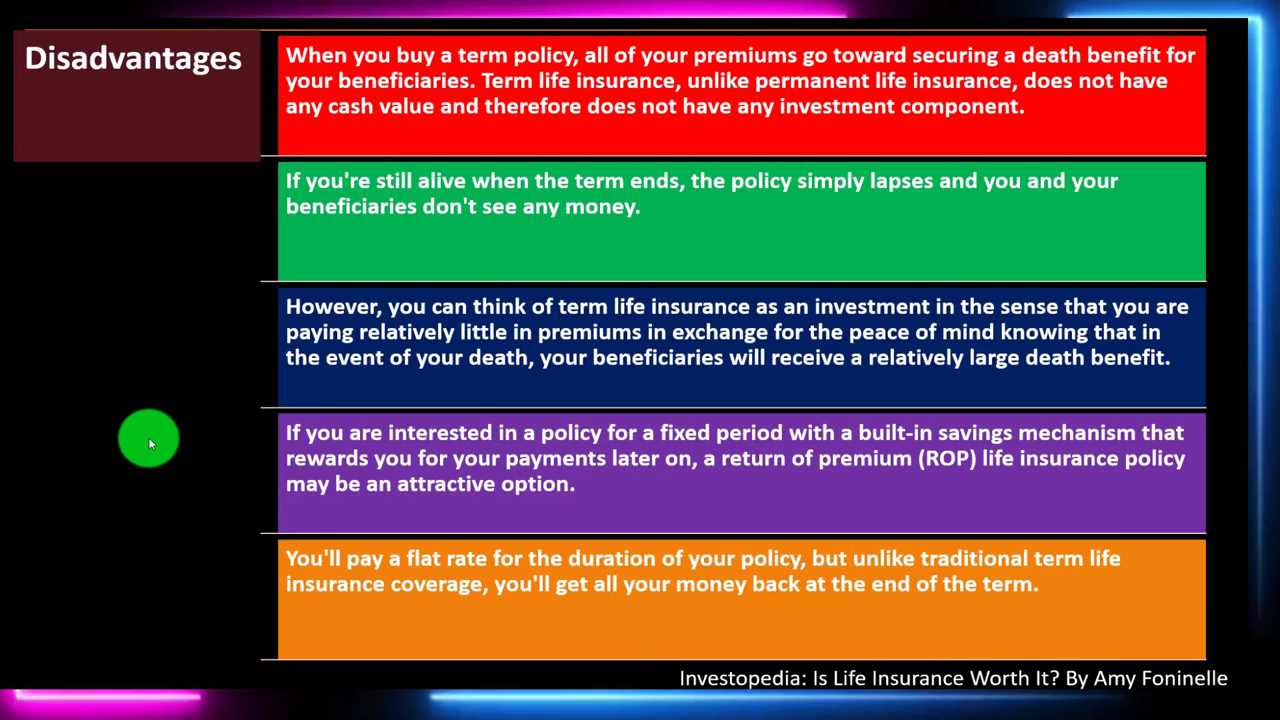 Disadvantages
When you buy a term policy, all of your premiums go toward securing a death benefit for
your beneficiaries. Term life insurance, unlike permanent life insurance, does not have
any cash value and therefore does not have any investment component.
If you're still alive when the term ends, the policy simply lapses and you and your
beneficiaries don't see any money.
However, you can think of term life insurance as an investment in the sense that you are
paying relatively little in premiums in exchange for the peace of mind knowing that in
the event of your death, your beneficiaries will receive a relatively large death benefit.
If you are interested in a policy for a fixed period with a built-in savings mechanism that
rewards you for your payments later on, a return of premium (ROP) life insurance policy
may be an attractive option.
You'll pay a flat rate for the duration of your policy, but unlike traditional term life
insurance coverage, you'll get all your money back at the end of the term.
Investopedia: Is Life Insurance Worth It? By Amy Foninelle